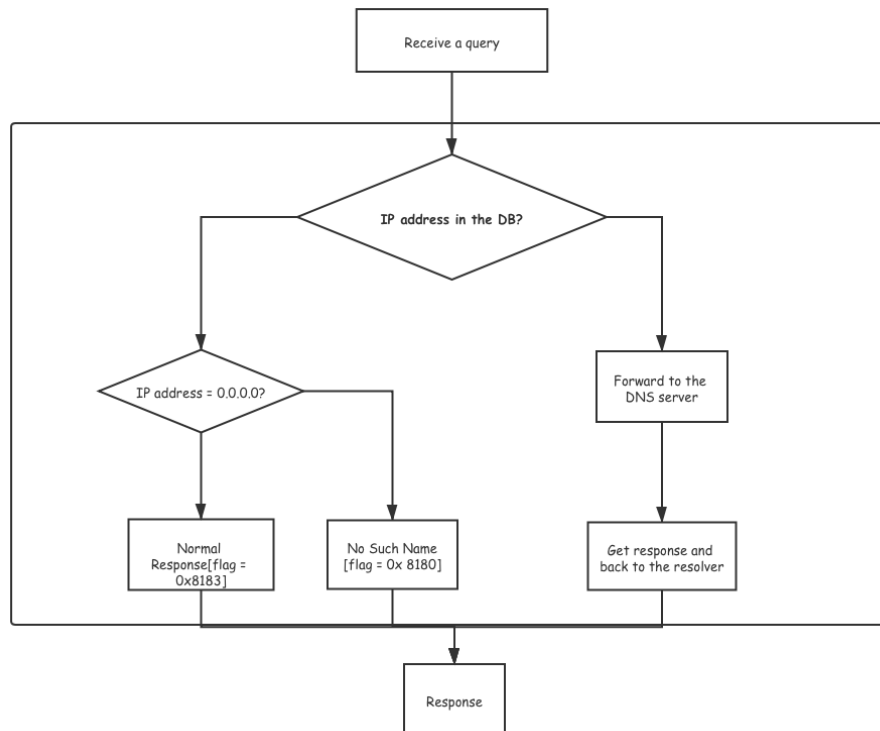 Receive a query
IP address in the DB?
IP address = 0.0.0.0?
Forward to the
DNS server
Normal
Response[flag =
0x8183]
No Such Name
[flag = 0x 8180]
Get response and
back to the resolver
Response